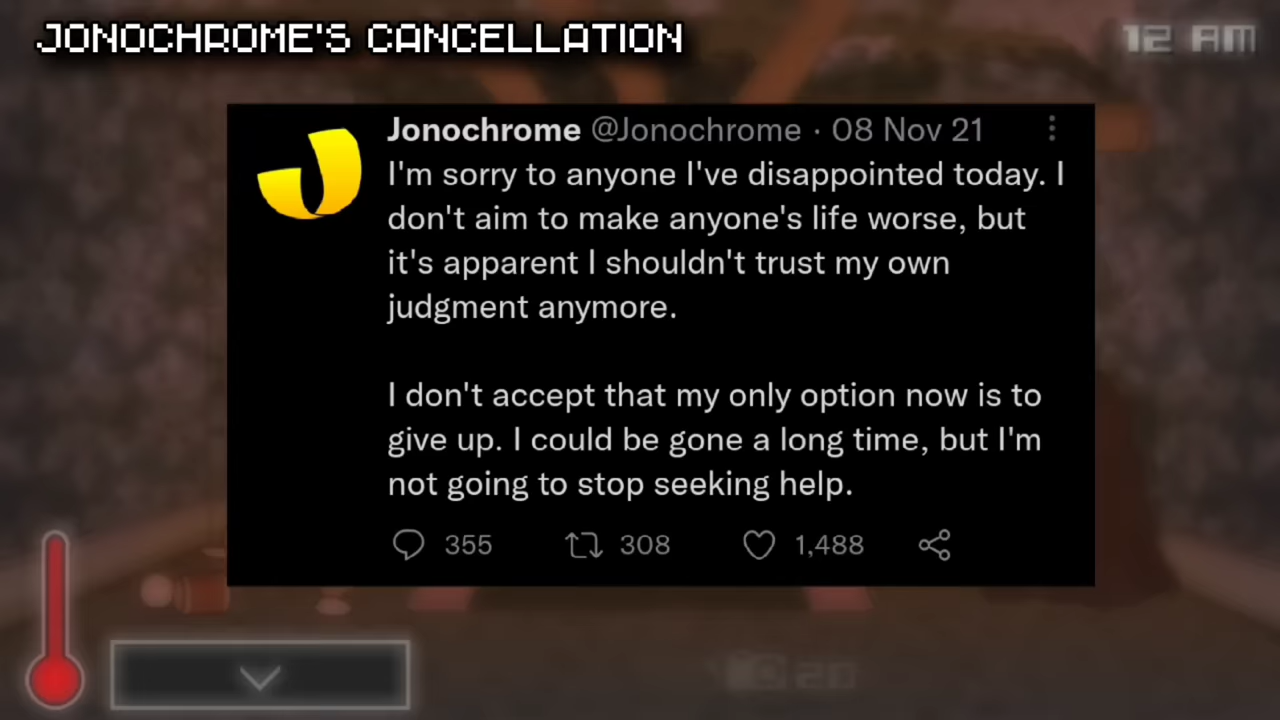 JONOCHROME'S CANCELLATION
12 AM
Jonochrome @Jonochrome · 08 Nov 21
I'm sorry to anyone I've disappointed today. I
don't aim to make anyone's life worse, but
it's apparent I shouldn't trust my own
judgment anymore.
I don't accept that my only option now is to
give up. I could be gone a long time, but I'm
not going to stop seeking help.
355 308 1,488